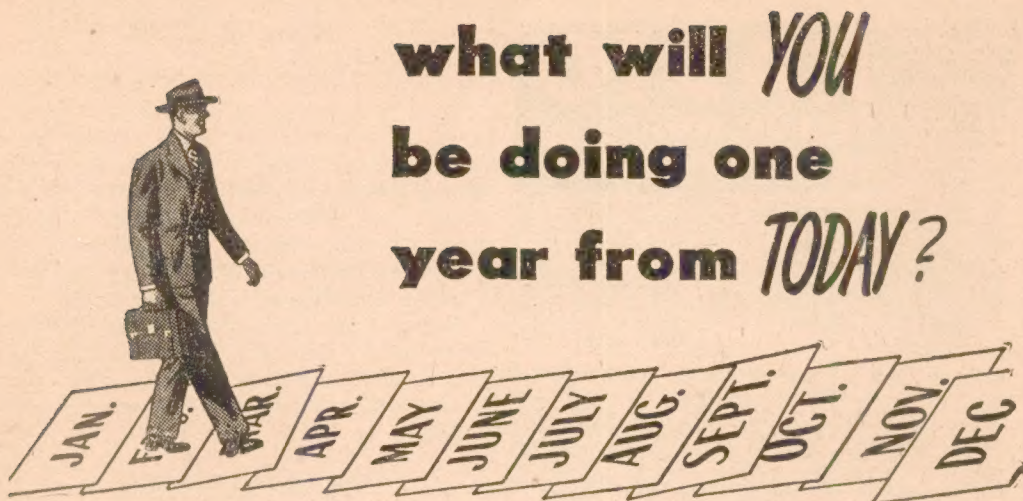 what will YOU
be doing one
year from TODAY?
JAN.
MAR.
APR.
MAY
JUNE
JULY
AUG.
SEPT.
OCT.
NOV.
DEC